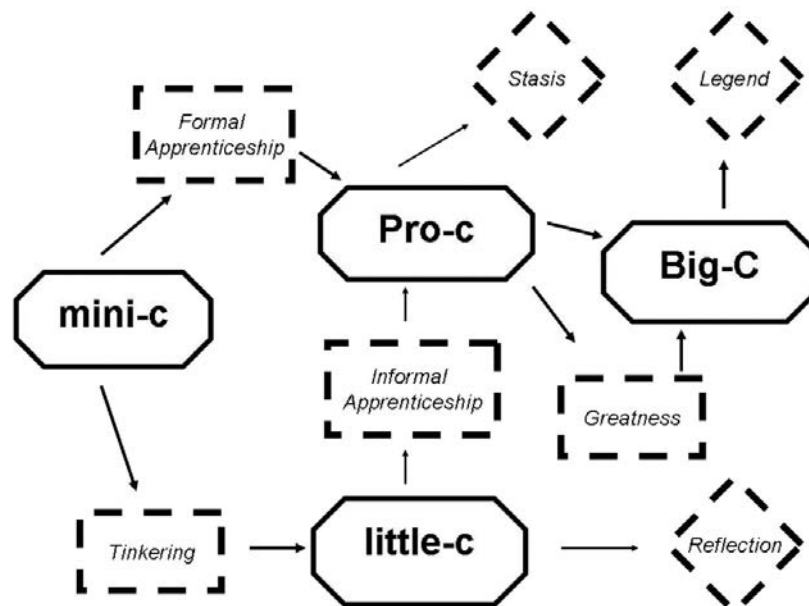 Stasis
Legend
Formal
Apprenticeship
Pro-c
Big-C
mini-c
Informal
Apprenticeship
Greatness
Tinkering
little-c
Reflection